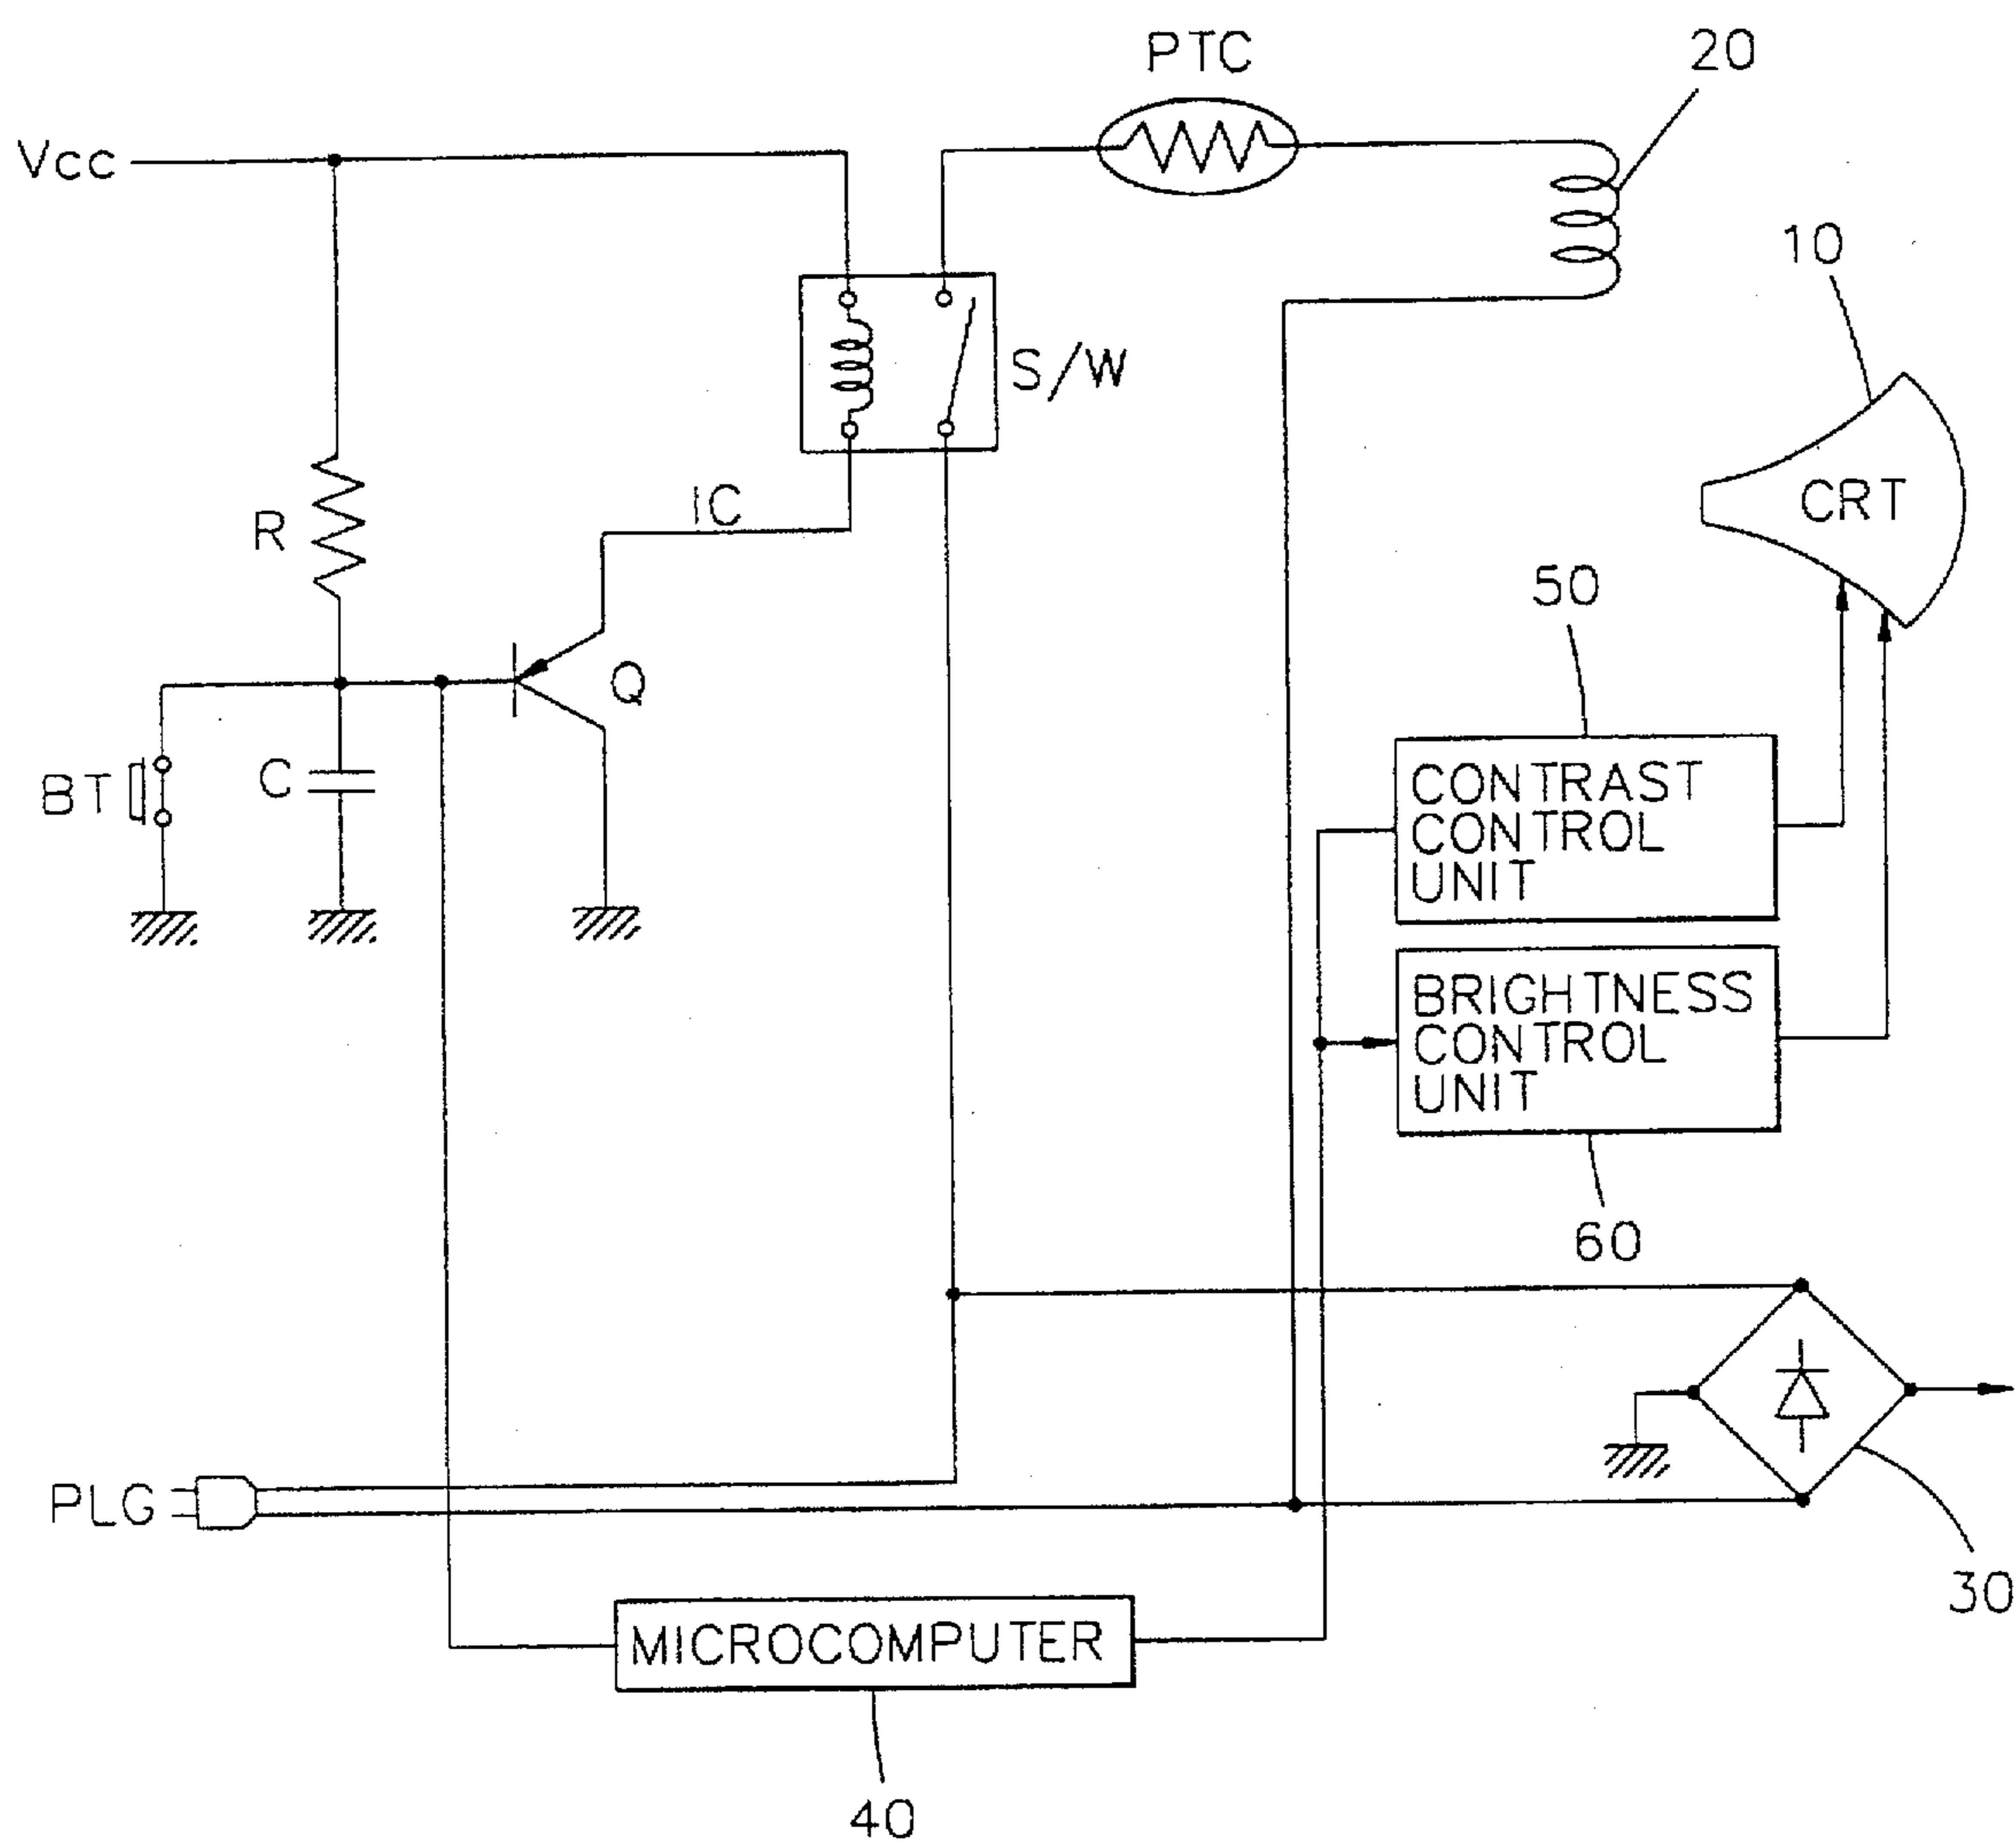 PTC
20
Vcc
10
S/W
IC
R
CRT
50
Q
BT
C
CONTRAST
CONTROL
UNIT
BRIGHTNESS
CONTROL
UNIT
60
PLG
30
MICROCOMPUTER
40